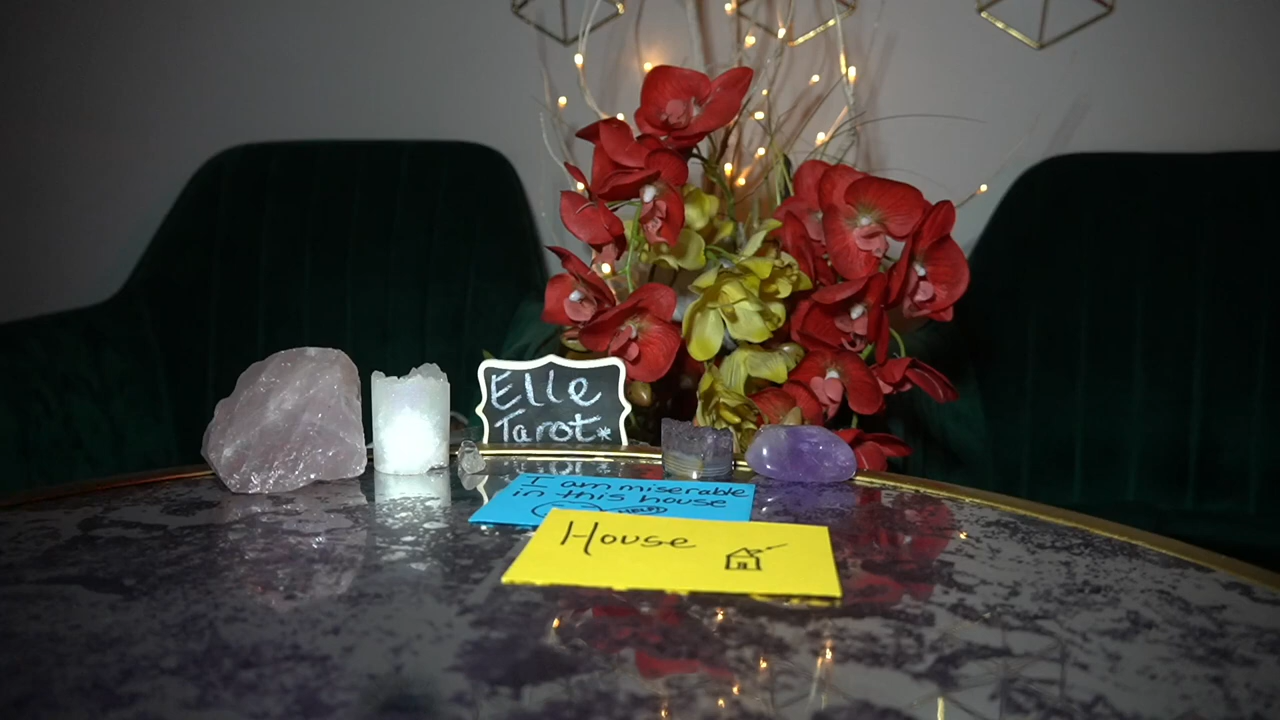 Elle
Tarot*
I am miserable
in this house
House